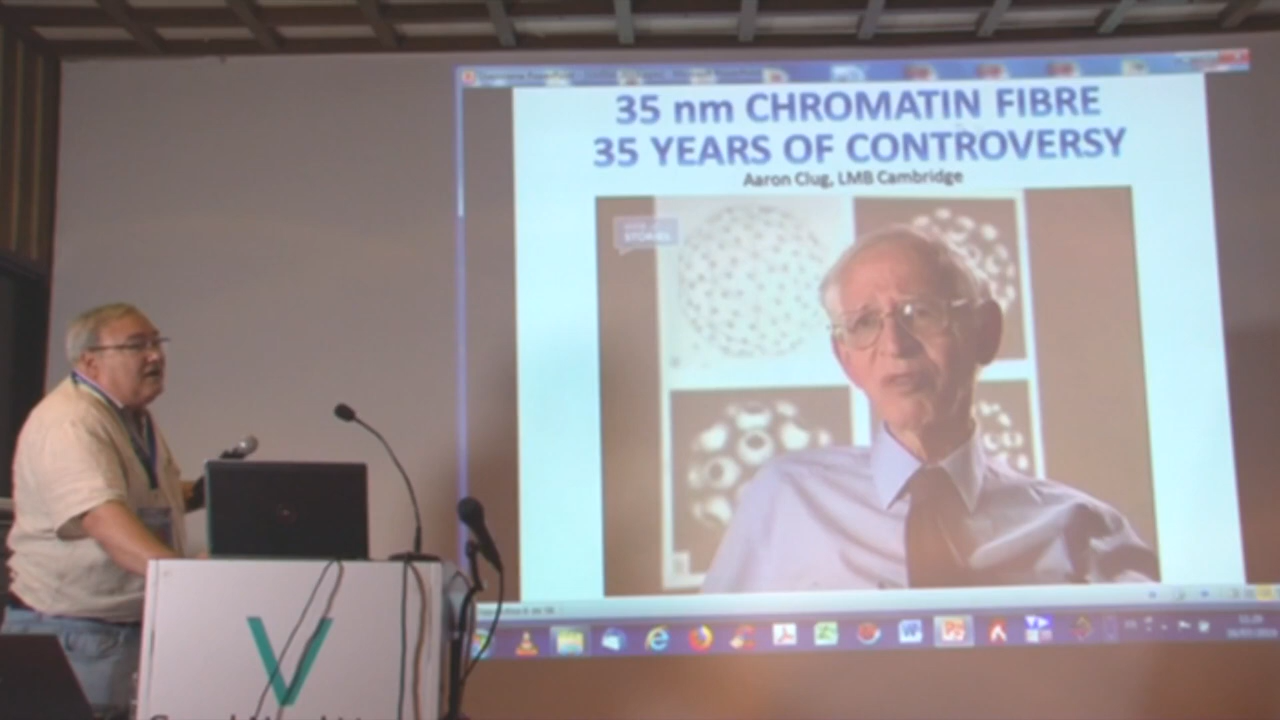 35 nm CHROMATIN FIBRE
35 YEARS OF CONTROVERSY
Aaron Clug, LMB Cambridge
STORIES